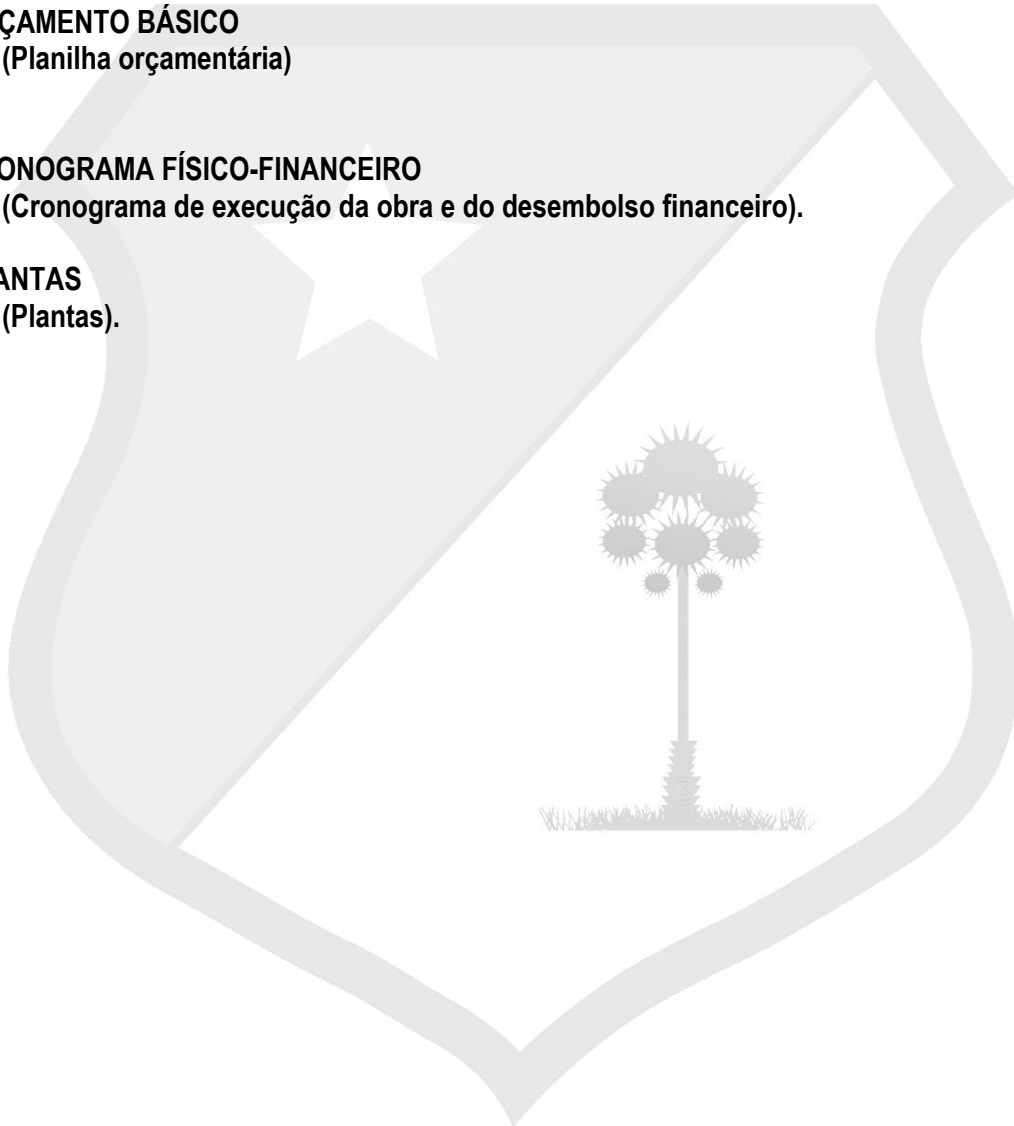 ÇAMENTO BÁSICO
(Planilha orçamentária)
ONOGRAMA FÍSICO-FINANCEIRO
(Cronograma de execução da obra e do desembolso financeiro).
ANTAS
(Plantas).